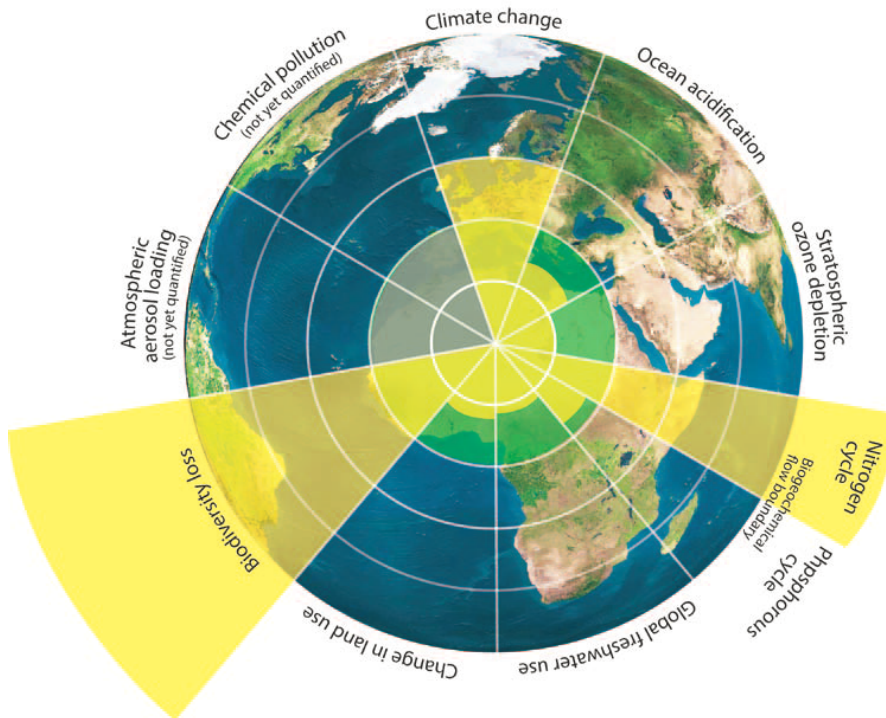 Climate change
Ocean acidification
Stratospheric
ozone depletion
Nitrogen
cycle
Biogeochemical
flow boundary
Phpsphorous
cycle
Global freshwater use
Change in land use
Biodiversity loss
Atmospheric
aerosol loading
(not yet quantified)
Chemical pollution
(not yet quantified)